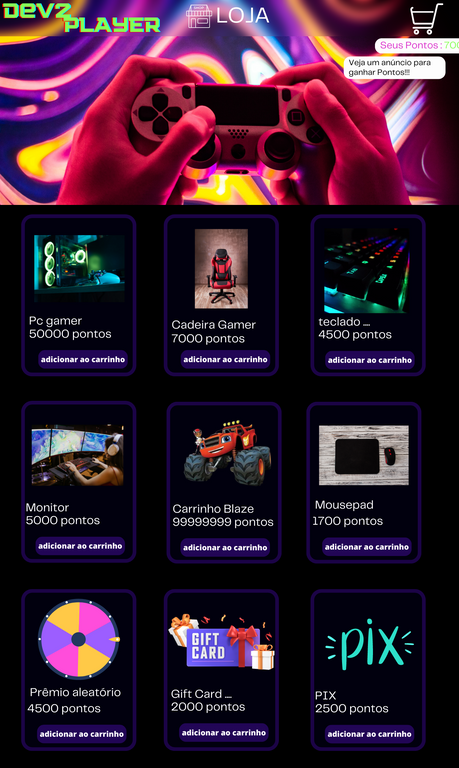 DEV2
PLAYER
LOJA
Seus Pontos : 700
Veja um anúncio para
ganhar Pontos!!!
Pc gamer
50000 pontos
adicionar ao carrinho
Cadeira Gamer
7000 pontos
adicionar ao carrinho
teclado ...
4500 pontos
adicionar ao carrinho
Monitor
5000 pontos
adicionar ao carrinho
Carrinho Blaze
99999999 pontos
adicionar ao carrinho
Mousepad
1700 pontos
adicionar ao carrinho
Prêmio aleatório
4500 pontos
adicionar ao carrinho
GIFT
CARD
Gift Card ...
2000 pontos
adicionar ao carrinho
PIX
PIX
2500 pontos
adicionar ao carrinho